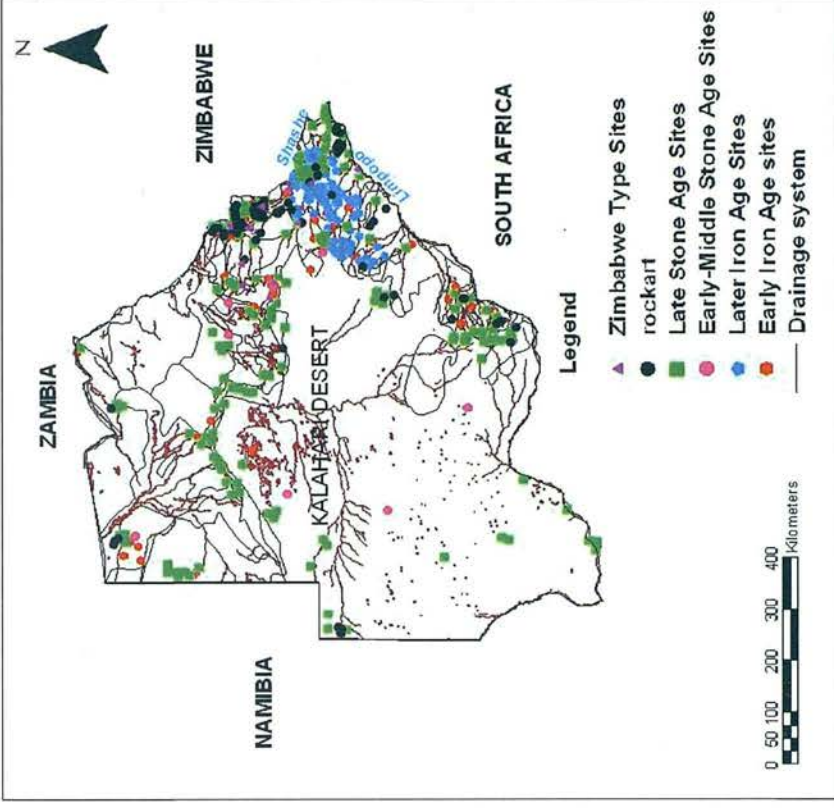 N
ZAMBIA
ZIMBABWE
NAMIBIA
Shashe
Limpopo
KALAHARI DESERT
SOUTH AFRICA
Legend
Zimbabwe Type Sites
rockart
Late Stone Age Sites
Early-Middle Stone Age Sites
Later Iron Age Sites
Early Iron Age sites
Drainage system
0 50 100 200 300 400
Kilometers